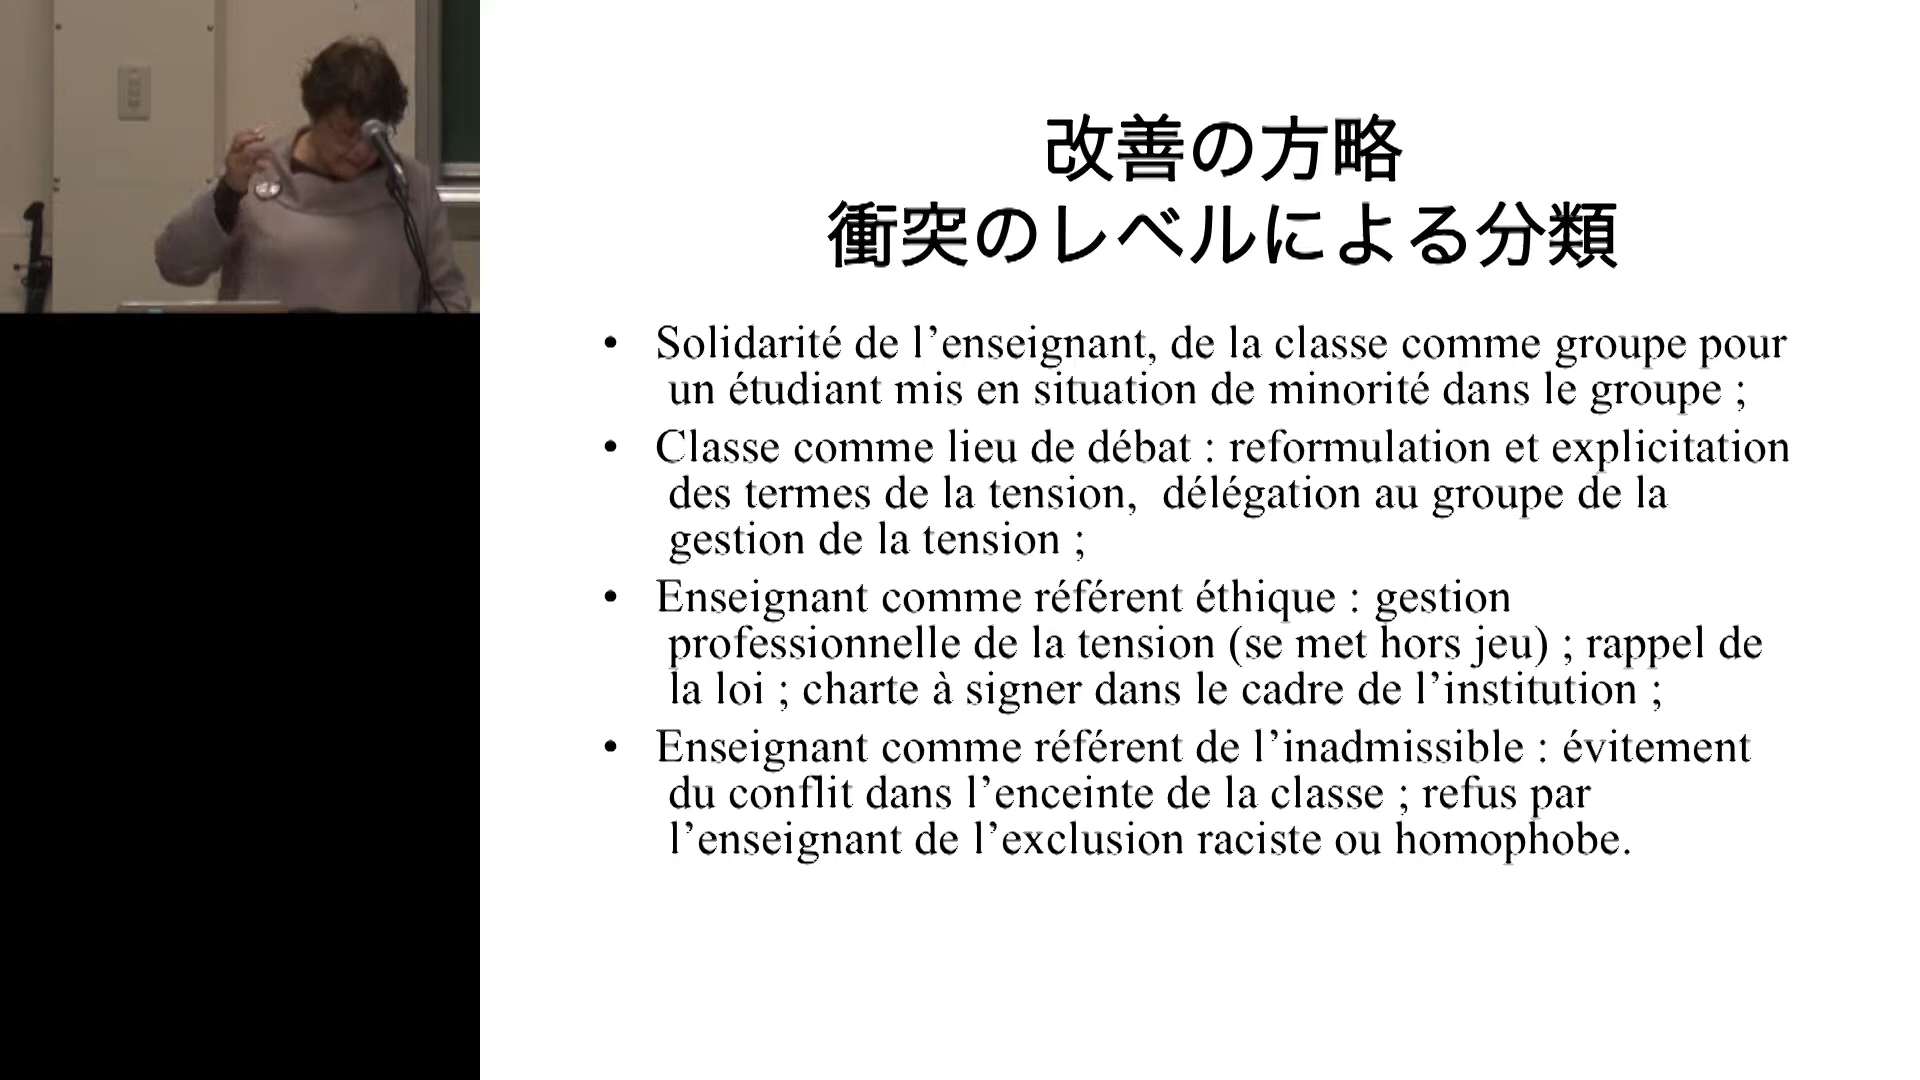 改善の方略
衝突のレベルによる分類
• Solidarité de l’enseignant, de la classe comme groupe pour
un étudiant mis en situation de minorité dans le groupe ;
• Classe comme lieu de débat : reformulation et explicitation
des termes de la tension, délégation au groupe de la
gestion de la tension ;
• Enseignant comme référent éthique : gestion
professionnelle de la tension (se met hors jeu) ; rappel de
la loi ; charte à signer dans le cadre de l’institution ;
• Enseignant comme référent de l’inadmissible : évitement
du conflit dans l’enceinte de la classe ; refus par
l’enseignant de l’exclusion raciste ou homophobe.